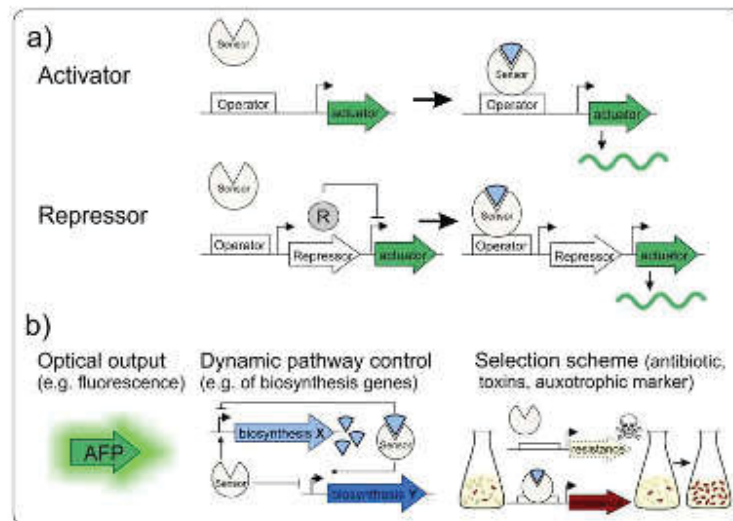 a)
Activator
Sensor
Operator
actuator
Sensor
Operator
actuator
Repressor
Sensor
R
Operator
Repressor
actuator
Sensor
Operator
Repressor
actuator
b)
Optical output
(e.g. fluorescence)
AFP
Dynamic pathway control
(e.g. of biosynthesis genes)
biosynthesis X
Sensor
Sensor
biosynthesis Y
Selection scheme (antibiotic,
toxins, auxotrophic marker)
resistance